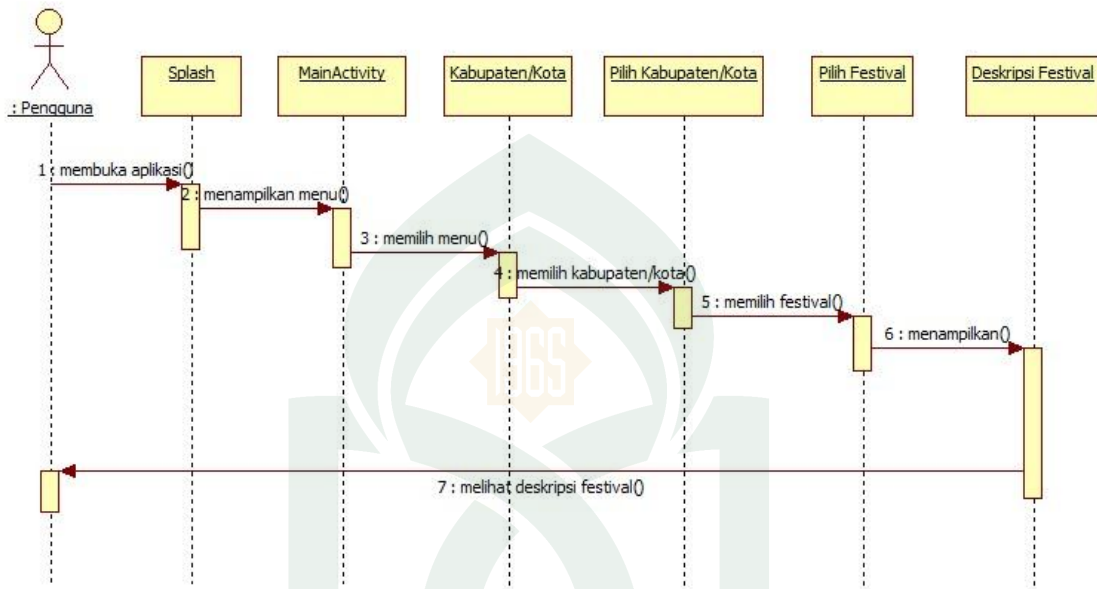 Splash
MainActivity
Kabupaten/Kota
Pilih Kabupaten/Kota
Pilih Festival
Deskripsi Festival
: Pengguna
1 : membuka aplikasi()
2 : menampilkan menu()
3 : memilih menu()
4 : memilih kabupaten/kota()
5 : memilih festival()
6 : menampilkan()
1965
7 : melihat deskripsi festival()